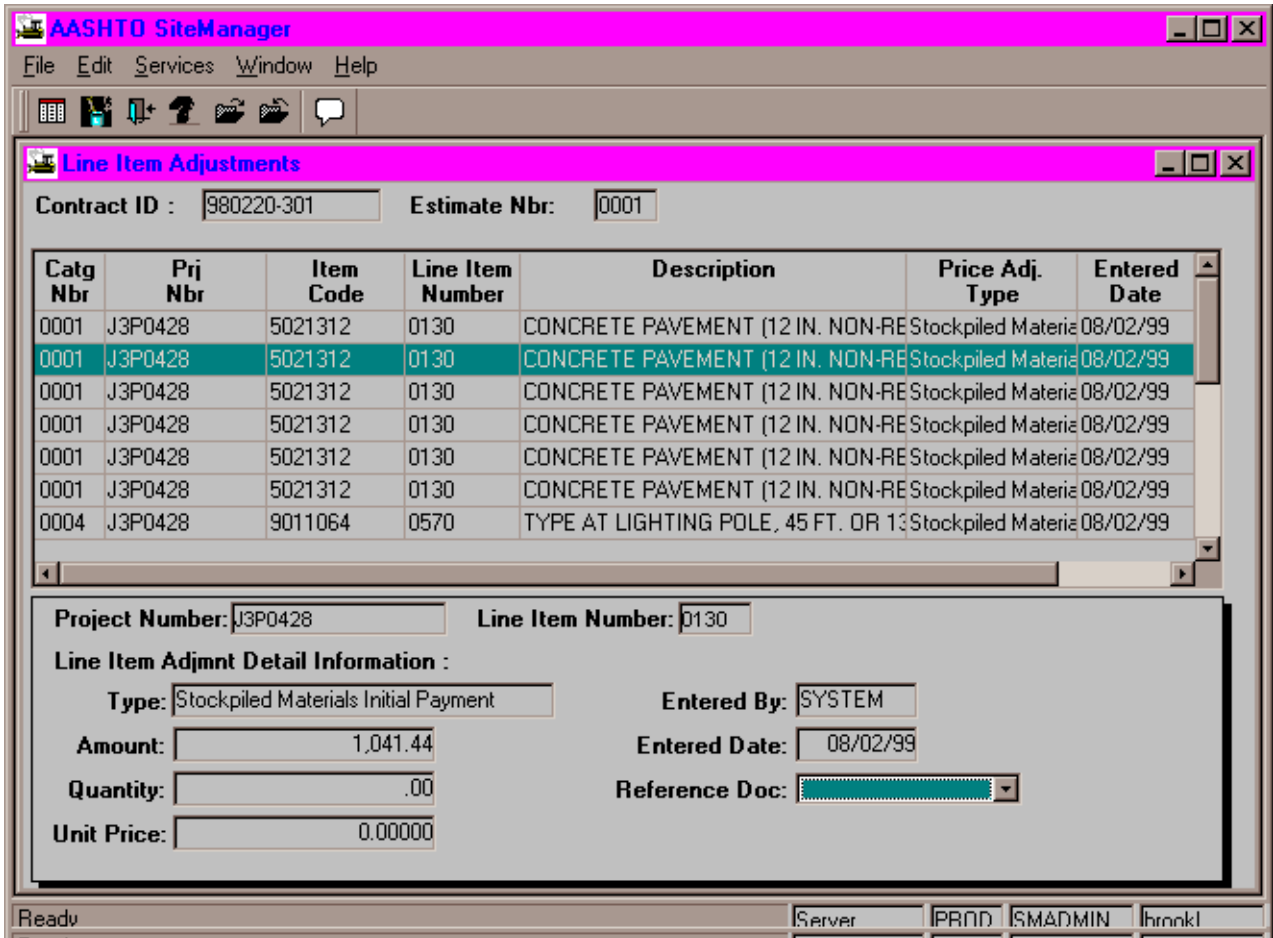 AASHTO SiteManager
File Edit Services Window Help
Line Item Adjustments
Contract ID : 980220-301 Estimate Nbr: 0001
Catg Nbr Prj Nbr Item Code Line Item Number Description Price Adj. Type Entered Date
0001 J3P0428 5021312 0130 CONCRETE PAVEMENT (12 IN. NON-RE Stockpiled Materia 08/02/99
0001 J3P0428 5021312 0130 CONCRETE PAVEMENT (12 IN. NON-RE Stockpiled Materia 08/02/99
0001 J3P0428 5021312 0130 CONCRETE PAVEMENT (12 IN. NON-RE Stockpiled Materia 08/02/99
0001 J3P0428 5021312 0130 CONCRETE PAVEMENT (12 IN. NON-RE Stockpiled Materia 08/02/99
0001 J3P0428 5021312 0130 CONCRETE PAVEMENT (12 IN. NON-RE Stockpiled Materia 08/02/99
0001 J3P0428 5021312 0130 CONCRETE PAVEMENT (12 IN. NON-RE Stockpiled Materia 08/02/99
0004 J3P0428 9011064 0570 TYPE AT LIGHTING POLE, 45 FT. OR 13 Stockpiled Materia 08/02/99
Project Number: J3P0428 Line Item Number: 0130
Line Item Adjmnt Detail Information :
Type: Stockpiled Materials Initial Payment Entered By: SYSTEM
Amount: 1,041.44 Entered Date: 08/02/99
Quantity: .00 Reference Doc:
Unit Price: 0.00000
Ready Server PROD SMADMIN brookl